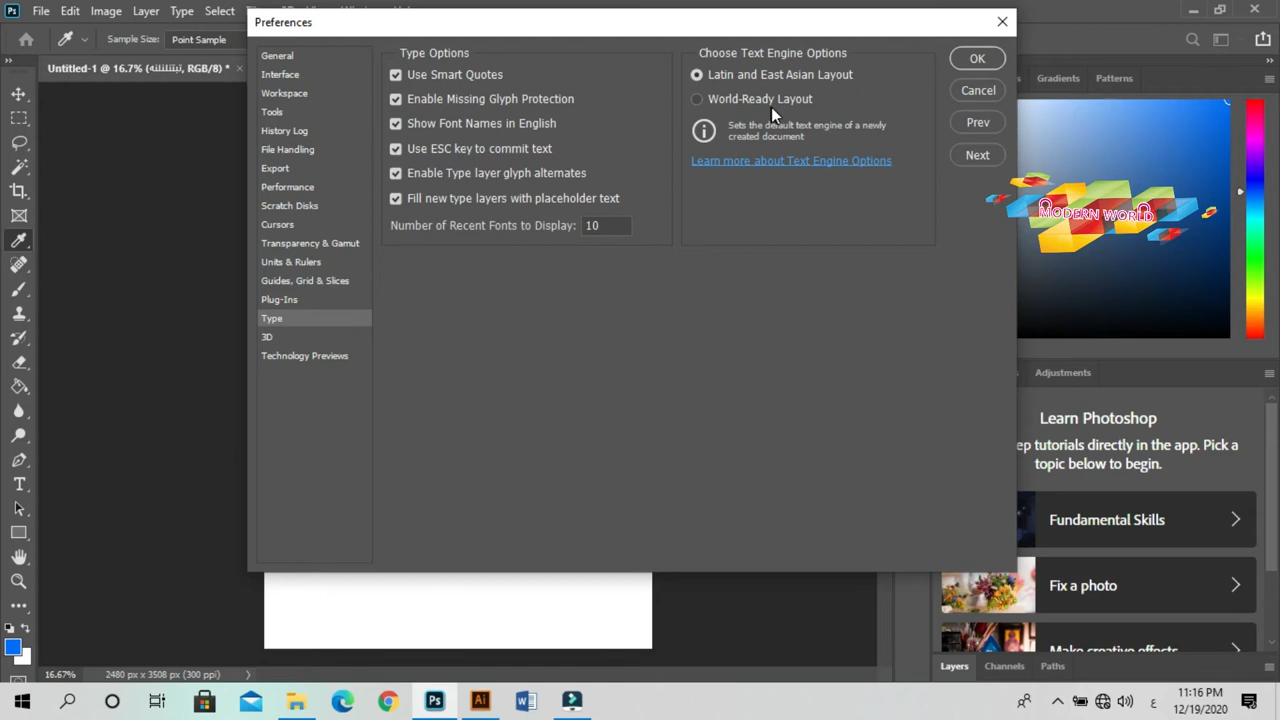 Ps
File
Edit
Image
Layer
Type
Select
Preferences
Sample Size:
Point Sample
Untitled-1 @ 16.7% (
, RGB/8) *
General
Interface
Workspace
Tools
History Log
File Handling
Export
Performance
Scratch Disks
Cursors
Transparency & Gamut
Units & Rulers
Guides, Grid & Slices
Plug-Ins
Type
3D
Technology Previews
Type Options
Use Smart Quotes
Enable Missing Glyph Protection
Show Font Names in English
Use ESC key to commit text
Enable Type layer glyph alternates
Fill new type layers with placeholder text
Number of Recent Fonts to Display: 10
Choose Text Engine Options
Latin and East Asian Layout
World-Ready Layout
Sets the default text engine of a newly
created document
Learn more about Text Engine Options
OK
Cancel
Prev
Next
Gradients
Patterns
MODERN WORLD
Adjustments
Learn Photoshop
ep tutorials directly in the app. Pick a
topic below to begin.
Fundamental Skills
Fix a photo
Make creative effects
Layers
Channels
Paths
16.67%
2480 px x 3508 px (300 ppi)
Ps
Ai
W
ع
11:16 PM
12/19/2020